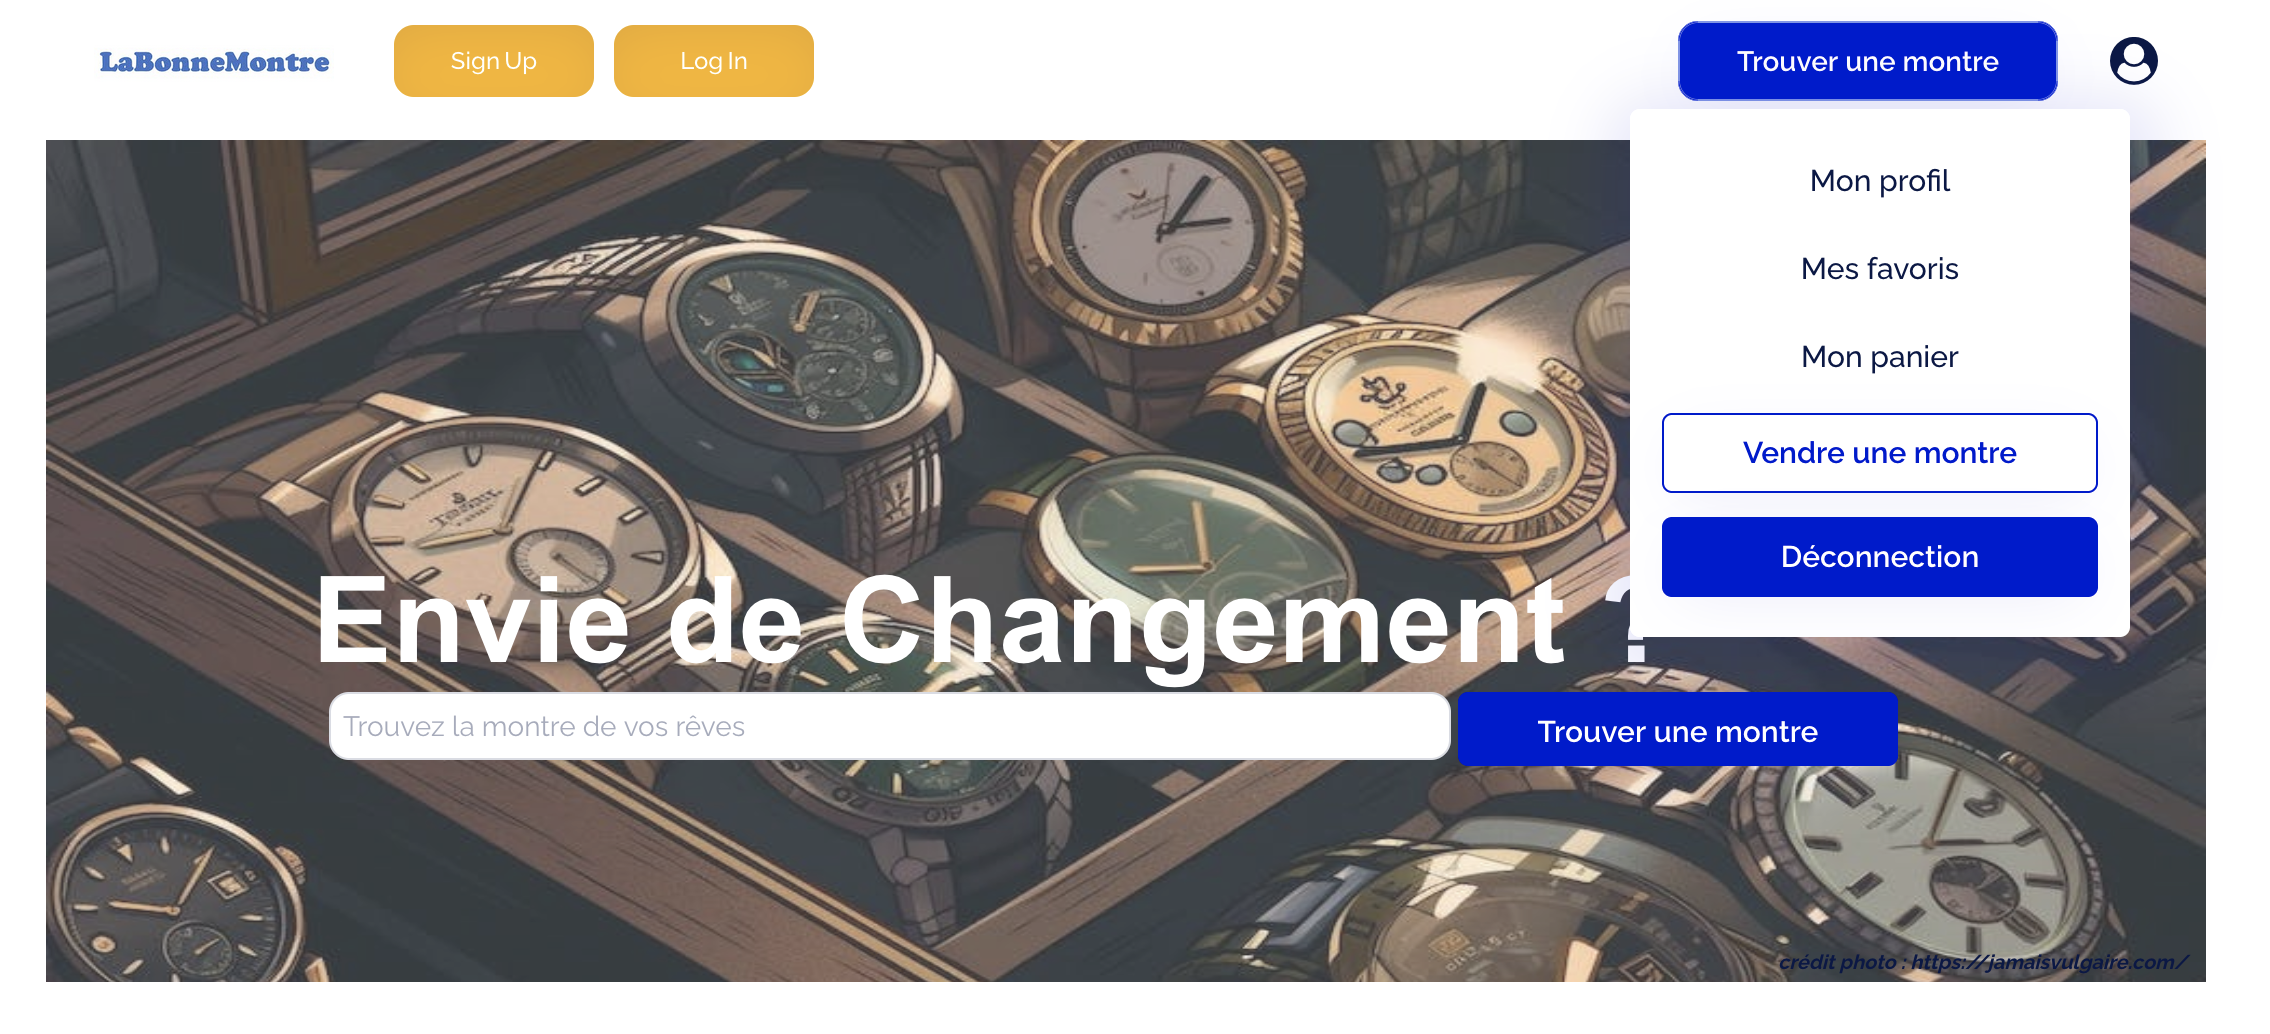 LaBonneMontre
Sign Up
Log In
Trouver une montre
Mon profil
Mes favoris
Mon panier
Vendre une montre
Déconnection
Envie de Changement ?
Trouvez la montre de vos rêves
Trouver une montre
crédit photo : https://jamaisvulgaire.com/